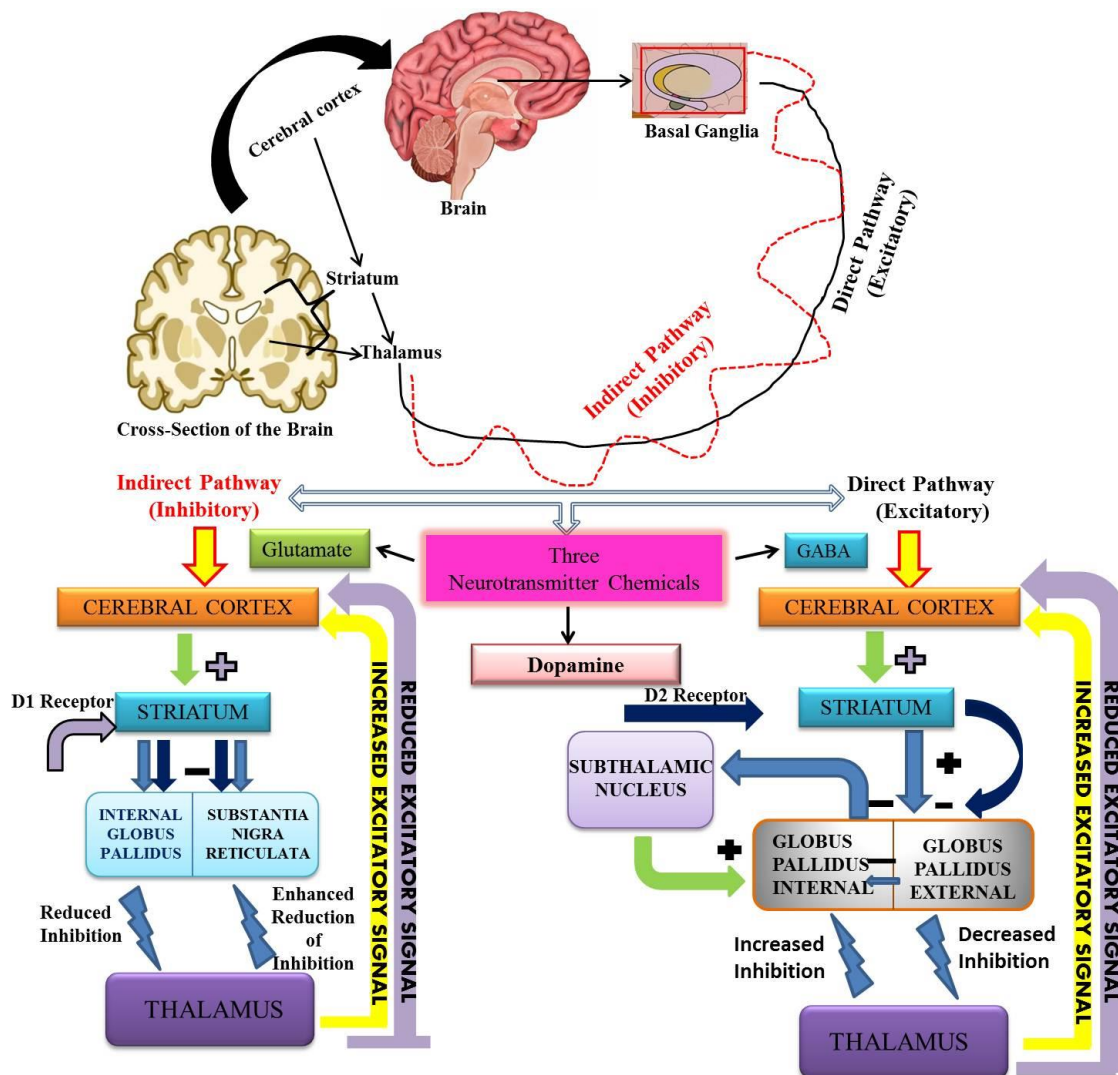 Cerebral cortex
Brain
Basal Ganglia
Striatum
Thalamus
Cross-Section of the Brain
Direct Pathway
(Excitatory)
Indirect Pathway
(Inhibitory)
Indirect Pathway
(Inhibitory)
Direct Pathway
(Excitatory)
Glutamate
Three
Neurotransmitter Chemicals
GABA
Dopamine
CEREBRAL CORTEX
+
D1 Receptor
STRIATUM
–
INTERNAL
GLOBUS
PALLIDUS
SUBSTANTIA
NIGRA
RETICULATA
Reduced
Inhibition
Enhanced
Reduction
of
Inhibition
THALAMUS
INCREASED EXCITATORY SIGNAL
REDUCED EXCITATORY SIGNAL
CEREBRAL CORTEX
+
D2 Receptor
STRIATUM
SUBTHALAMIC
NUCLEUS
+
–
–
+
GLOBUS
PALLIDUS
INTERNAL
–
GLOBUS
PALLIDUS
EXTERNAL
Increased
Inhibition
Decreased
Inhibition
THALAMUS
INCREASED EXCITATORY SIGNAL
REDUCED EXCITATORY SIGNAL